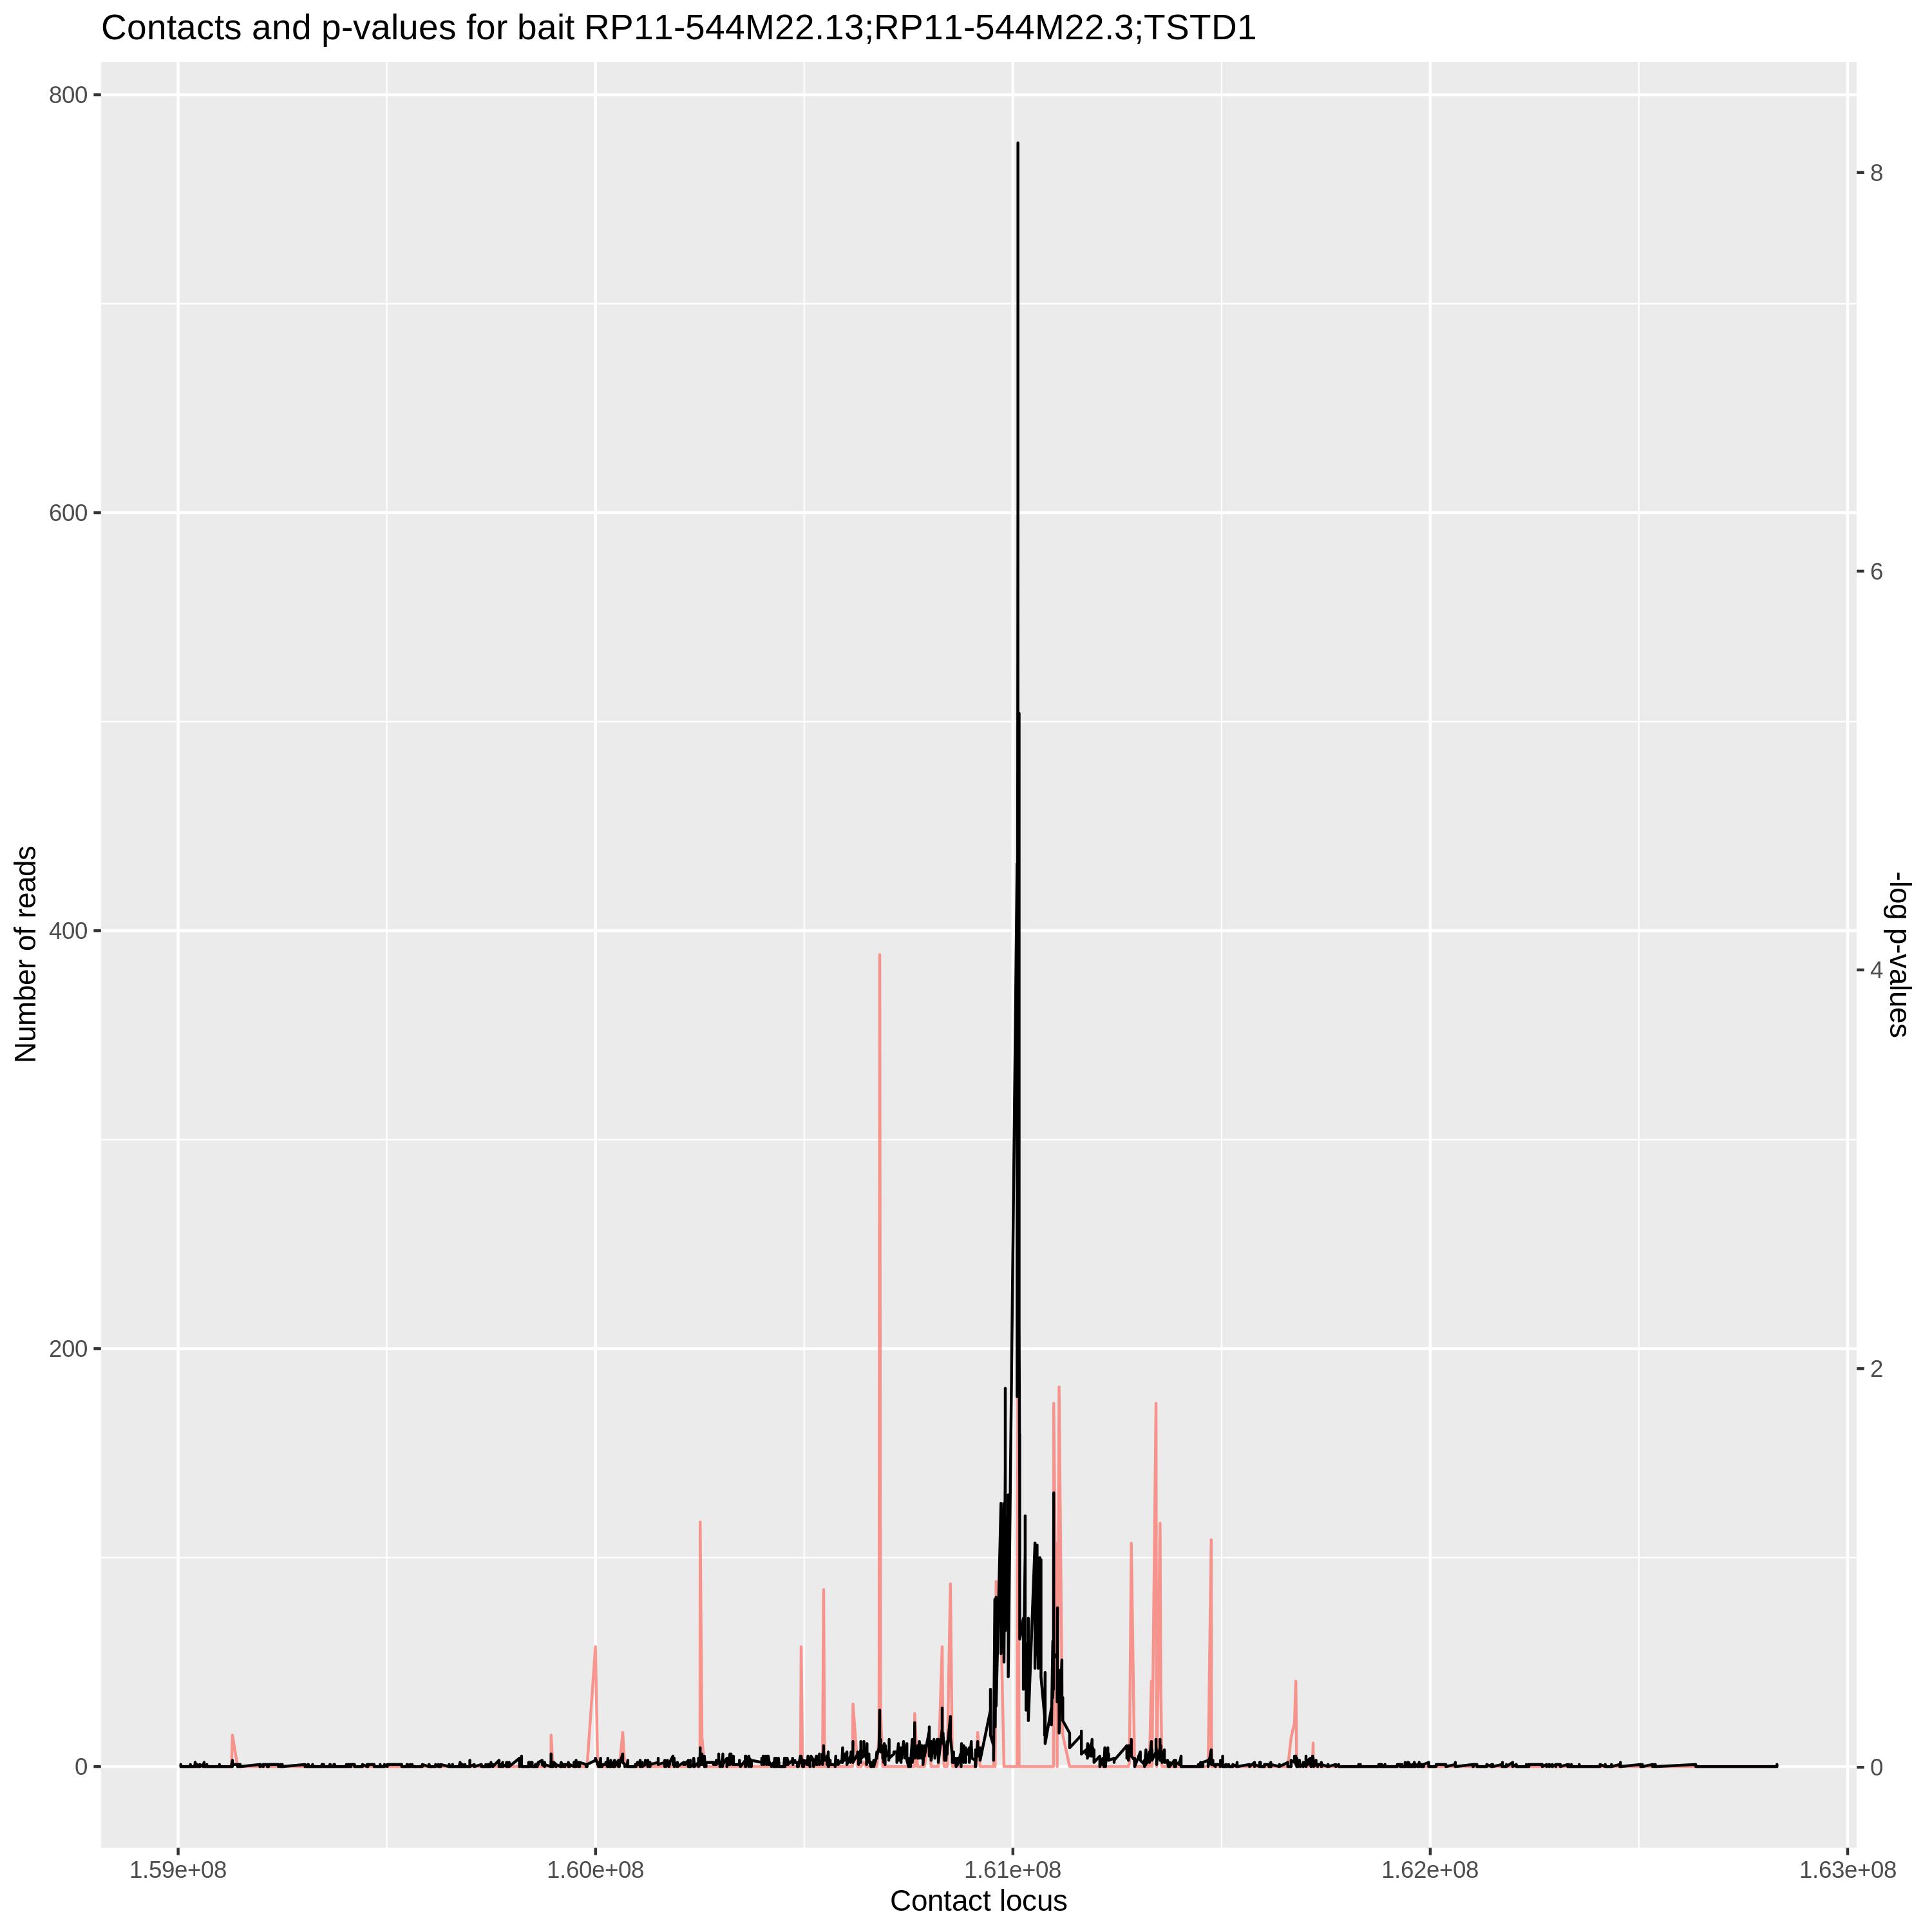 Contacts and p-values for bait RP11-544M22.13;RP11-544M22.3;TSTD1
800
600
400
200
0
Number of reads
8
6
4
2
0
-log p-values
1.59e+08
1.60e+08
1.61e+08
1.62e+08
1.63e+08
Contact locus